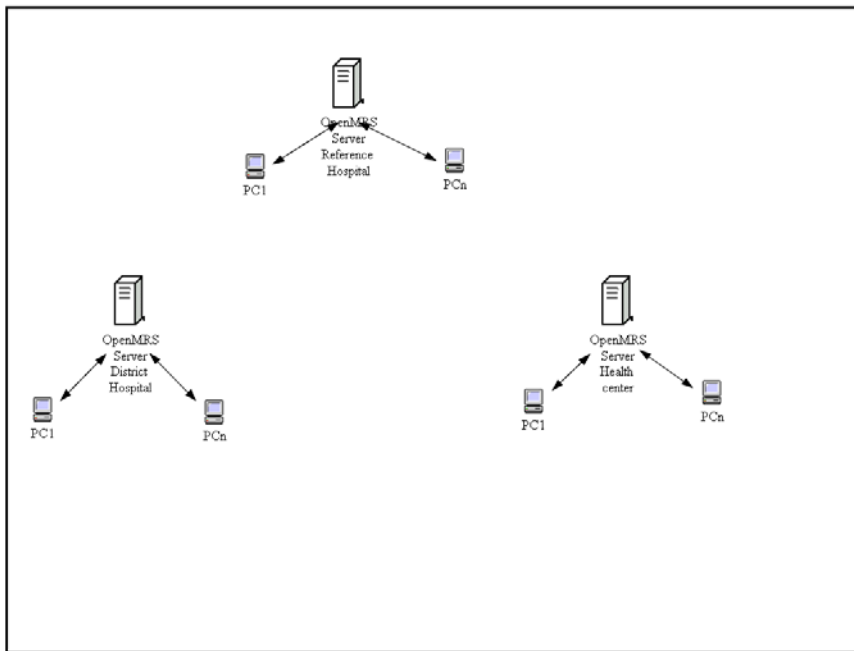 OpenMRS
Server
Reference
Hospital
PC1
PCn
OpenMRS
Server
District
Hospital
PC1
PCn
OpenMRS
Server
Health
center
PC1
PCn